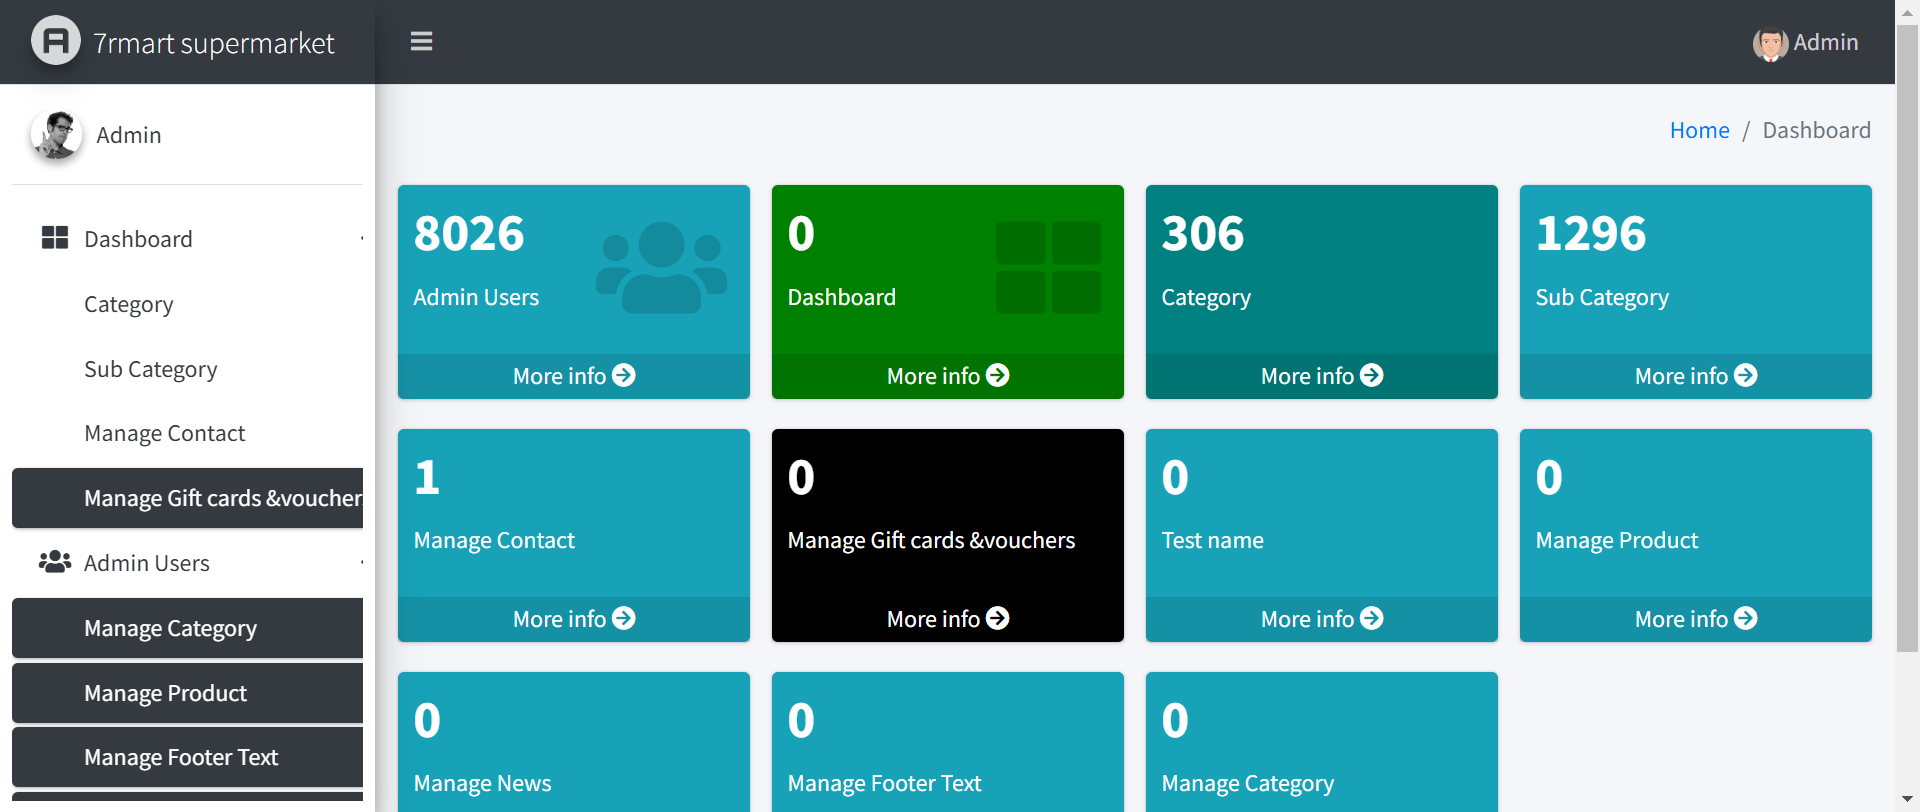 7rmart supermarket
Admin
Admin
Home / Dashboard
Dashboard
Category
Sub Category
Manage Contact
Manage Gift cards &voucher
Admin Users
Manage Category
Manage Product
Manage Footer Text
8026
Admin Users
More info
0
Dashboard
More info
306
Category
More info
1296
Sub Category
More info
1
Manage Contact
More info
0
Manage Gift cards &vouchers
More info
0
Test name
More info
0
Manage Product
More info
0
Manage News
0
Manage Footer Text
0
Manage Category